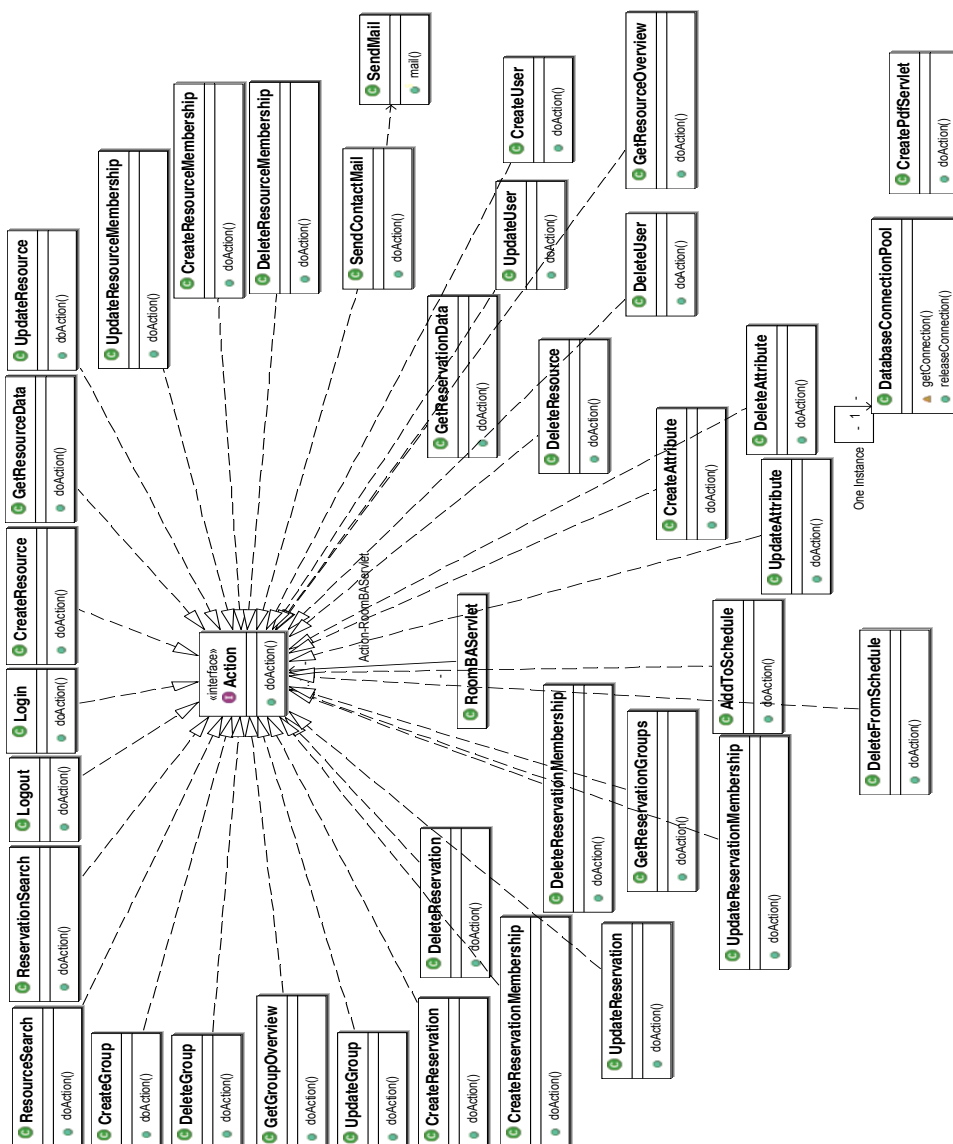 ResourceSearch
doAction()
ReservationSearch
doAction()
Logout
doAction()
Login
doAction()
CreateResource
doAction()
GetResourceData
doAction()
UpdateResource
doAction()
CreateGroup
doAction()
UpdateResourceMembership
doAction()
DeleteGroup
doAction()
CreateResourceMembership
doAction()
«interface»
Action
doAction()
DeleteResourceMembership
doAction()
GetGroupOverview
doAction()
UpdateGroup
doAction()
SendContactMail
doAction()
SendMail
mail()
Action-RoomBAServlet
CreateReservation
doAction()
DeleteReservation
doAction()
GetReservationData
doAction()
RoomBAServlet
CreateReservationMembership
doAction()
UpdateUser
doAction()
CreateUser
doAction()
DeleteReservationMembership
doAction()
DeleteResource
doAction()
UpdateReservation
doAction()
GetReservationGroups
doAction()
DeleteUser
doAction()
GetResourceOverview
doAction()
CreateAttribute
doAction()
UpdateReservationMembership
doAction()
AddToSchedule
doAction()
DeleteAttribute
doAction()
UpdateAttribute
doAction()
One Instance
- 1 -
DeleteFromSchedule
doAction()
DatabaseConnectionPool
getConnection()
releaseConnection()
CreatePdfServlet
doAction()